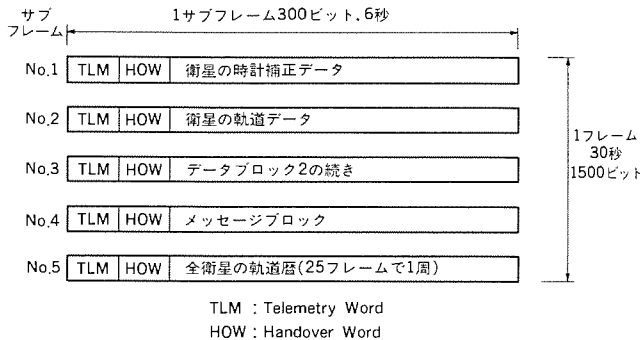 サブ
フレーム
1サブフレーム300ビット,6秒
No.1 TLM HOW 衛星の時計補正データ
No.2 TLM HOW 衛星の軌道データ
No.3 TLM HOW データブロック2の続き
No.4 TLM HOW メッセージブロック
No.5 TLM HOW 全衛星の軌道暦(25フレームで1周)
1フレーム
30秒
1500ビット
TLM : Telemetry Word
HOW : Handover Word